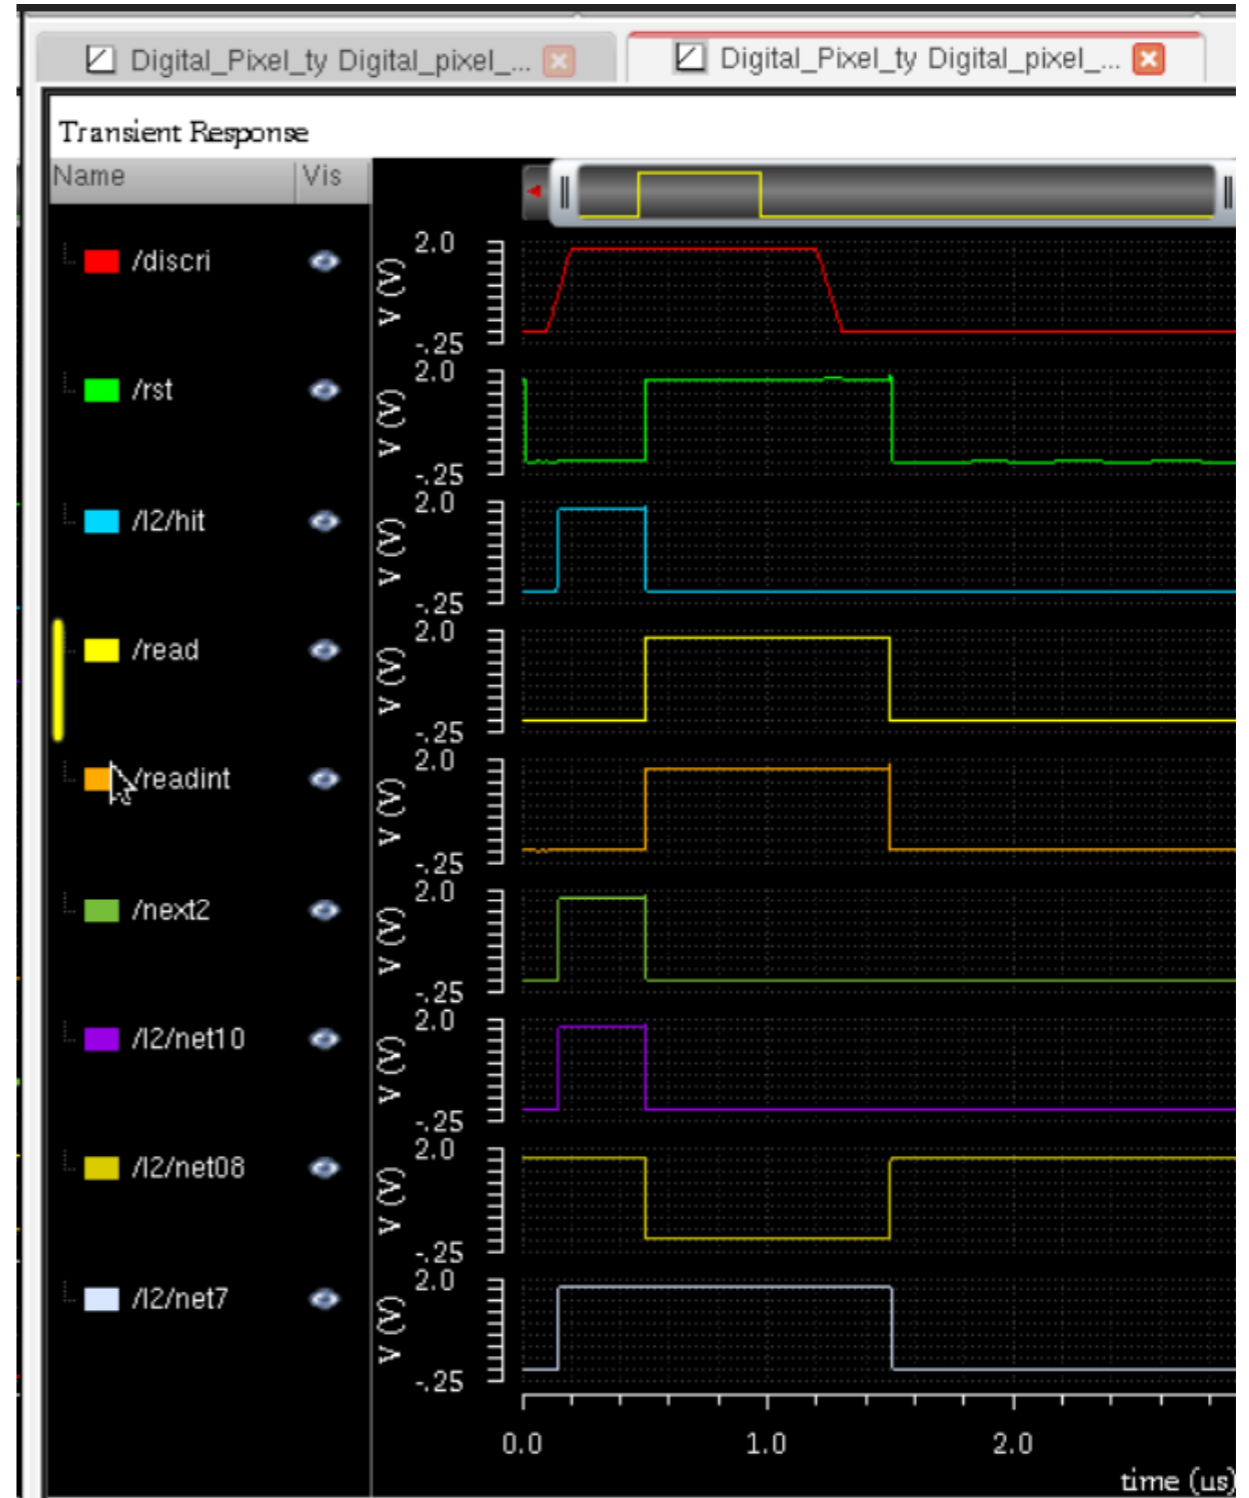 Digital_Pixel_ty Digital_pixel_... Digital_Pixel_ty Digital_pixel_...
Transient Response
Name Vis
/discri V (V) 2.0 -.25
/rst V (V) 2.0 -.25
/I2/hit V (V) 2.0 -.25
/read V (V) 2.0 -.25
/readint V (V) 2.0 -.25
/next2 V (V) 2.0 -.25
/I2/net10 V (V) 2.0 -.25
/I2/net08 V (V) 2.0 -.25
/I2/net7 V (V) 2.0 -.25
0.0 1.0 2.0
time (us)